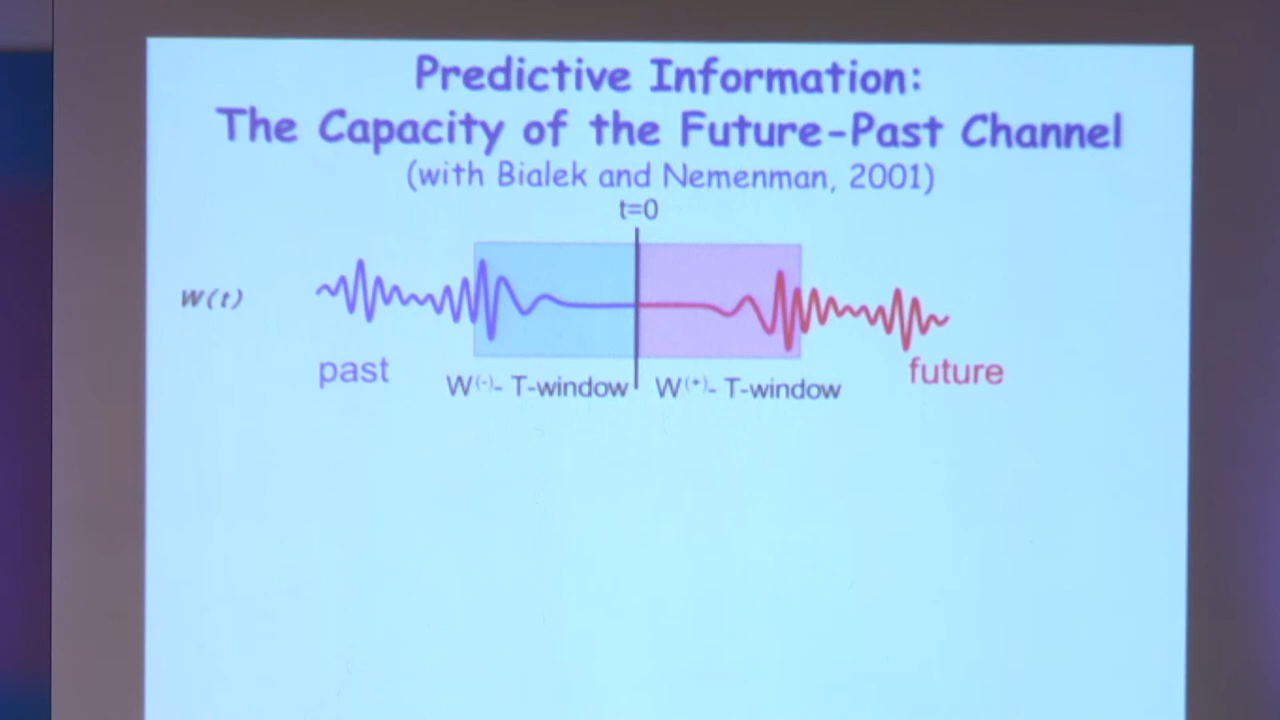 Predictive Information:
The Capacity of the Future-Past Channel
(with Bialek and Nemenman, 2001)
t=0
W(t)
past
future
W(-)- T-window
W(+)- T-window